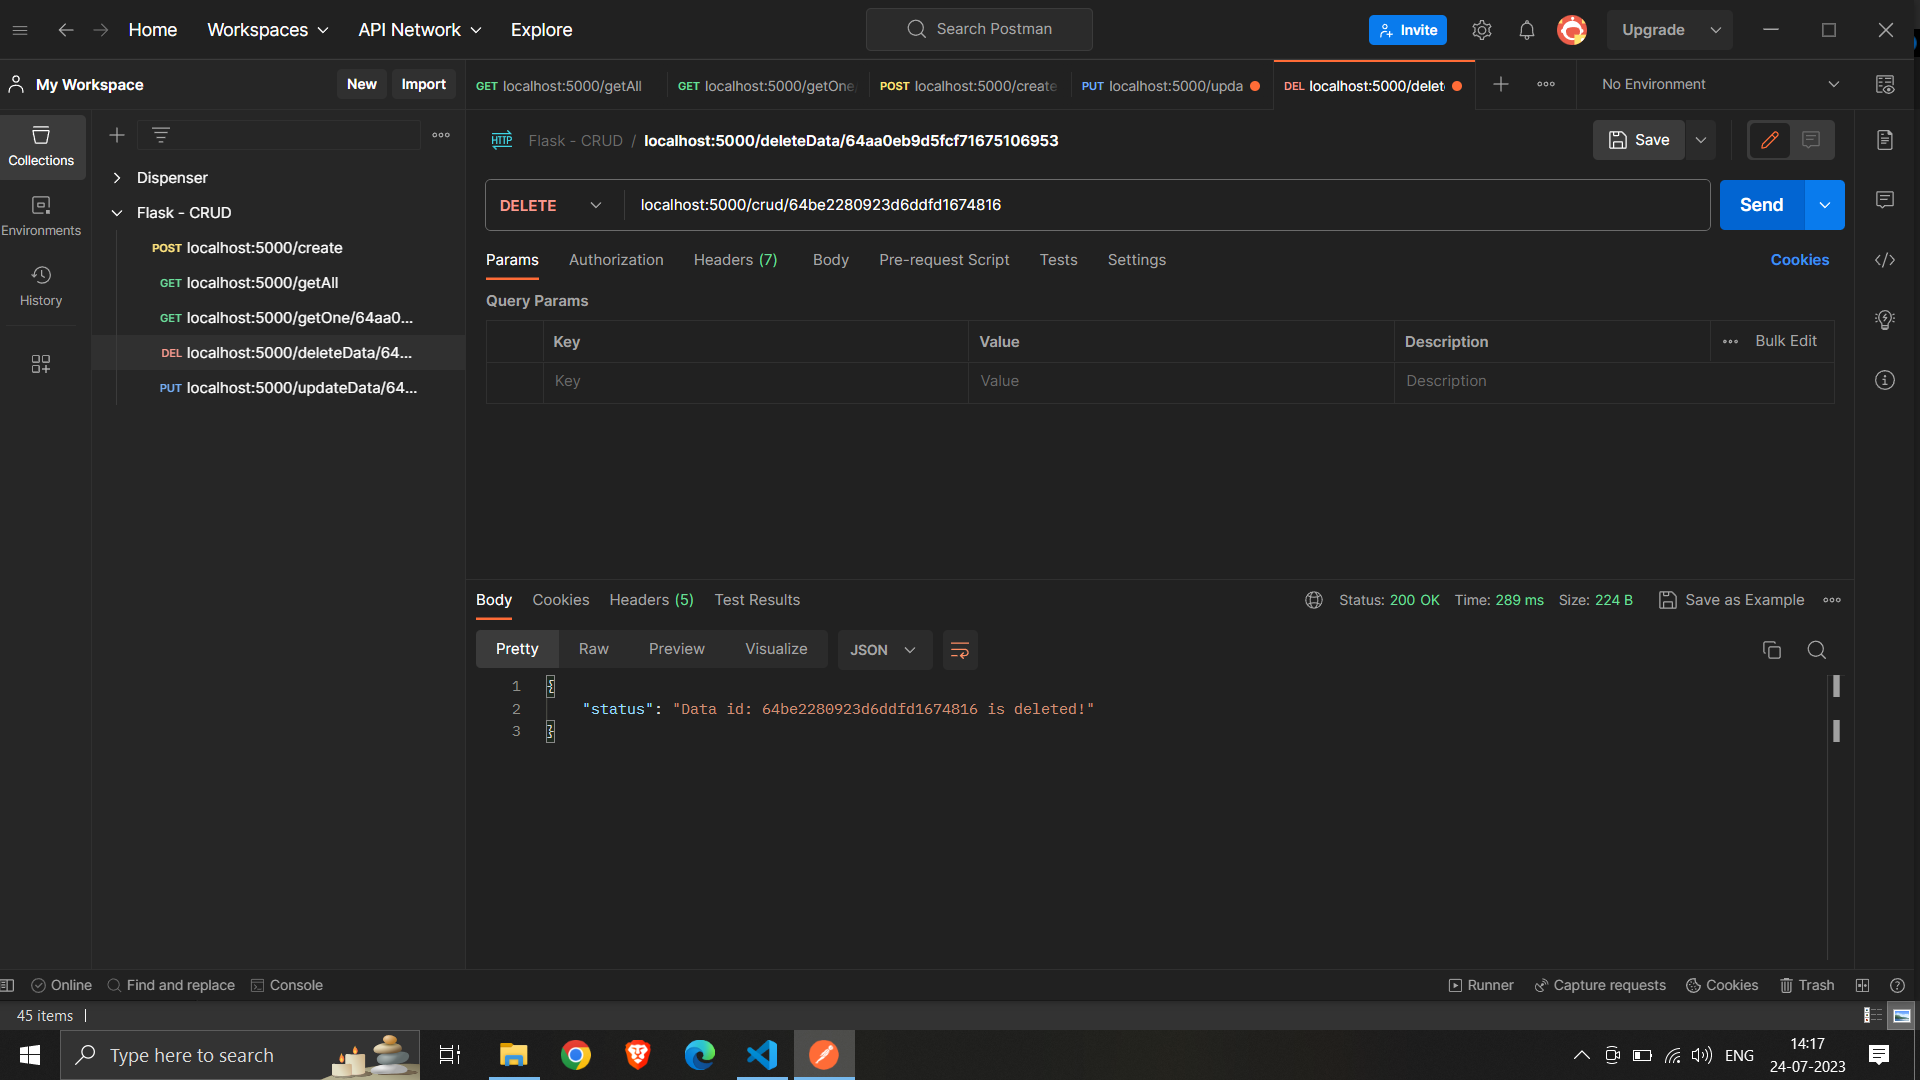 Home
Workspaces
API Network
Explore
Search Postman
Invite
Upgrade
My Workspace
New
Import
GET localhost:5000/getAll
GET localhost:5000/getOne/
POST localhost:5000/create
PUT localhost:5000/upda
DEL localhost:5000/delet
No Environment
Collections
Environments
History
Dispenser
Flask - CRUD
POST localhost:5000/create
GET localhost:5000/getAll
GET localhost:5000/getOne/64aa0...
DEL localhost:5000/deleteData/64...
PUT localhost:5000/updateData/64...
HTTP Flask - CRUD / localhost:5000/deleteData/64aa0eb9d5fcf71675106953
Save
DELETE
localhost:5000/crud/64be2280923d6ddfd1674816
Send
Params
Authorization
Headers (7)
Body
Pre-request Script
Tests
Settings
Cookies
Query Params
Key
Value
Description
Bulk Edit
Key
Value
Description
Body
Cookies
Headers (5)
Test Results
Status: 200 OK
Time: 289 ms
Size: 224 B
Save as Example
Pretty
Raw
Preview
Visualize
JSON
1 {
2 "status": "Data id: 64be2280923d6ddfd1674816 is deleted!"
3 }
Online
Find and replace
Console
Runner
Capture requests
Cookies
Trash
45 items
Type here to search
ENG
14:17
24-07-2023